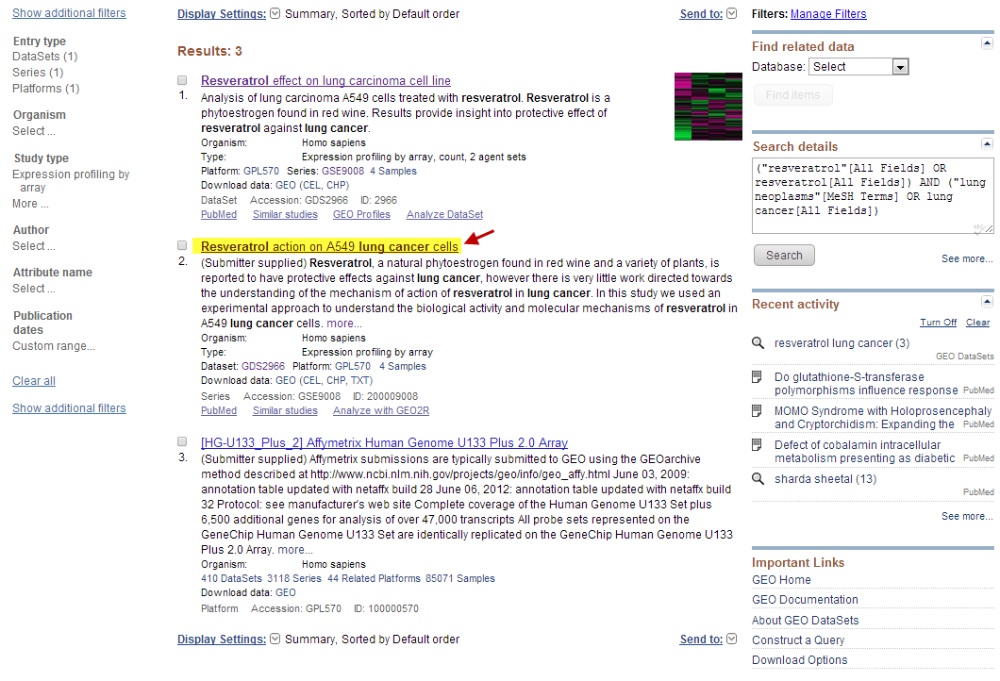 Show additional filters
Entry type
DataSets (1)
Series (1)
Platforms (1)
Organism
Select ...
Study type
Expression profiling by
array
More ...
Author
Select ...
Attribute name
Select ...
Publication
dates
Custom range...
Clear all
Show additional filters
Display Settings: Summary, Sorted by Default order
Send to:
Results: 3
Resveratrol effect on lung carcinoma cell line
1. Analysis of lung carcinoma A549 cells treated with resveratrol. Resveratrol is a
phytoestrogen found in red wine. Results provide insight into protective effect of
resveratrol against lung cancer.
Organism: Homo sapiens
Type: Expression profiling by array, count, 2 agent sets
Platform: GPL570 Series: GSE9008 4 Samples
Download data: GEO (CEL, CHP)
DataSet Accession: GDS2966 ID: 2966
PubMed Similar studies GEO Profiles Analyze DataSet
Resveratrol action on A549 lung cancer cells
2. (Submitter supplied) Resveratrol, a natural phytoestrogen found in red wine and a variety of plants, is
reported to have protective effects against lung cancer, however there is very little work directed towards
the understanding of the mechanism of action of resveratrol in lung cancer. In this study we used an
experimental approach to understand the biological activity and molecular mechanisms of resveratrol in
A549 lung cancer cells. more...
Organism: Homo sapiens
Type: Expression profiling by array
Dataset: GDS2966 Platform: GPL570 4 Samples
Download data: GEO (CEL, CHP, TXT)
Series Accession: GSE9008 ID: 200009008
PubMed Similar studies Analyze with GEO2R
[HG-U133_Plus_2] Affymetrix Human Genome U133 Plus 2.0 Array
3. (Submitter supplied) Affymetrix submissions are typically submitted to GEO using the GEOarchive
method described at http://www.ncbi.nlm.nih.gov/projects/geo/info/geo_affy.html June 03, 2009:
annotation table updated with netaffx build 28 June 06, 2012: annotation table updated with netaffx build
32 Protocol: see manufacturer's web site Complete coverage of the Human Genome U133 Set plus
6,500 additional genes for analysis of over 47,000 transcripts All probe sets represented on the
GeneChip Human Genome U133 Set are identically replicated on the GeneChip Human Genome U133
Plus 2.0 Array. more...
Organism: Homo sapiens
410 DataSets 3118 Series 44 Related Platforms 85071 Samples
Download data: GEO
Platform Accession: GPL570 ID: 100000570
Display Settings: Summary, Sorted by Default order
Send to:
Filters: Manage Filters
Find related data
Database: Select
Find items
Search details
("resveratrol"[All Fields] OR
resveratrol[All Fields]) AND ("lung
neoplasms"[MeSH Terms] OR lung
cancer[All Fields])
Search
See more...
Recent activity
Turn Off Clear
resveratrol lung cancer (3)
GEO DataSets
Do glutathione-S-transferase
polymorphisms influence response PubMed
MOMO Syndrome with Holoprosencephaly
and Cryptorchidism: Expanding the PubMed
Defect of cobalamin intracellular
metabolism presenting as diabetic PubMed
sharda sheetal (13)
PubMed
See more...
Important Links
GEO Home
GEO Documentation
About GEO DataSets
Construct a Query
Download Options